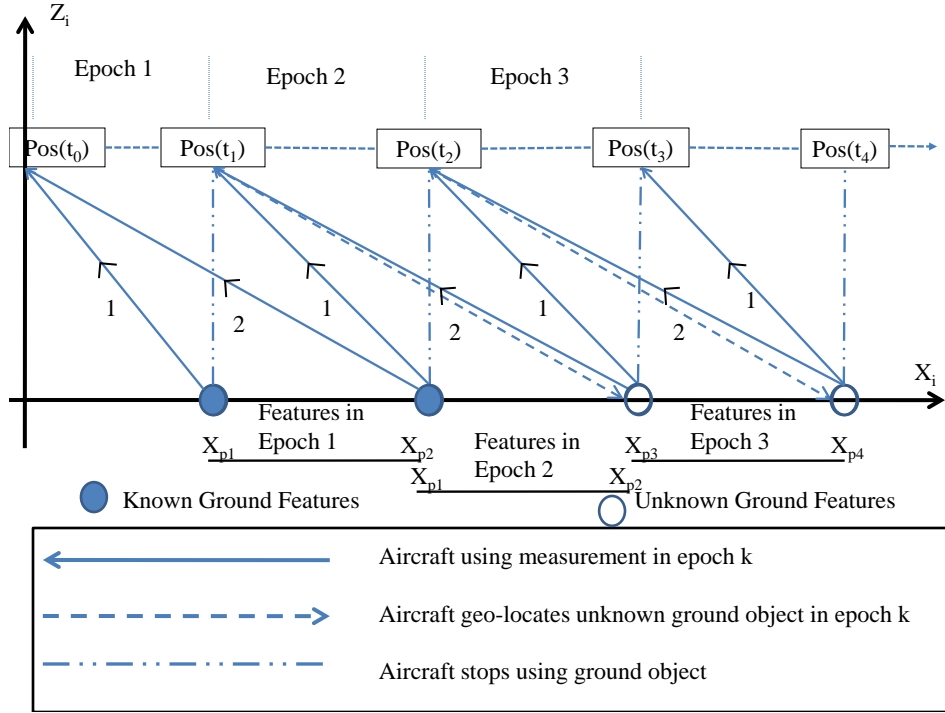 Z_i
Epoch 1
Epoch 2
Epoch 3
Pos(t_0)
Pos(t_1)
Pos(t_2)
Pos(t_3)
Pos(t_4)
1
2
1
2
1
2
1
X_i
Features in
Epoch 1
Features in
Epoch 2
Features in
Epoch 3
X_p1
X_p2
X_p1
X_p2
X_p3
X_p4
Known Ground Features
Unknown Ground Features
Aircraft using measurement in epoch k
Aircraft geo-locates unknown ground object in epoch k
Aircraft stops using ground object